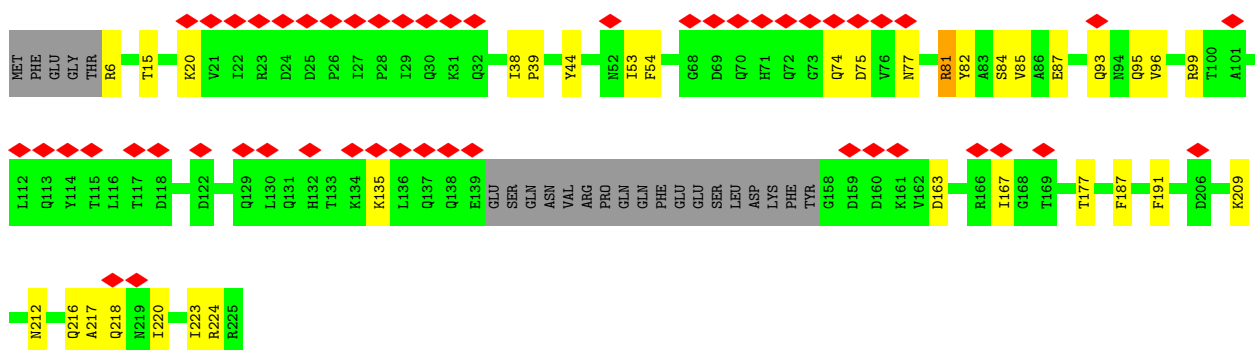 MET PHE GLU GLY THR R6 T15 K20 V21 I22 R23 D24 D25 P26 I27 P28 I29 Q30 K31 Q32 I38 P39 Y44 N52 I53 F54 G68 D69 Q70 H71 Q72 G73 Q74 D75 V76 N77 R81 Y82 A83 S84 V85 A86 E87 Q93 N94 Q95 V96 R99 T100 A101
L112 Q113 Y114 T115 L116 T117 D118 D122 Q129 L130 Q131 H132 T133 K134 K135 L136 Q137 Q138 E139 GLU SER GLN ASN VAL ARG PRO GLN GLN PHE GLU GLU SER LEU ASP LYS PHE TYR G158 D159 D160 K161 V162 D163 R166 I167 G168 T169 T177 F187 F191 D206 K209
N212 Q216 A217 Q218 N219 I220 I223 R224 R225